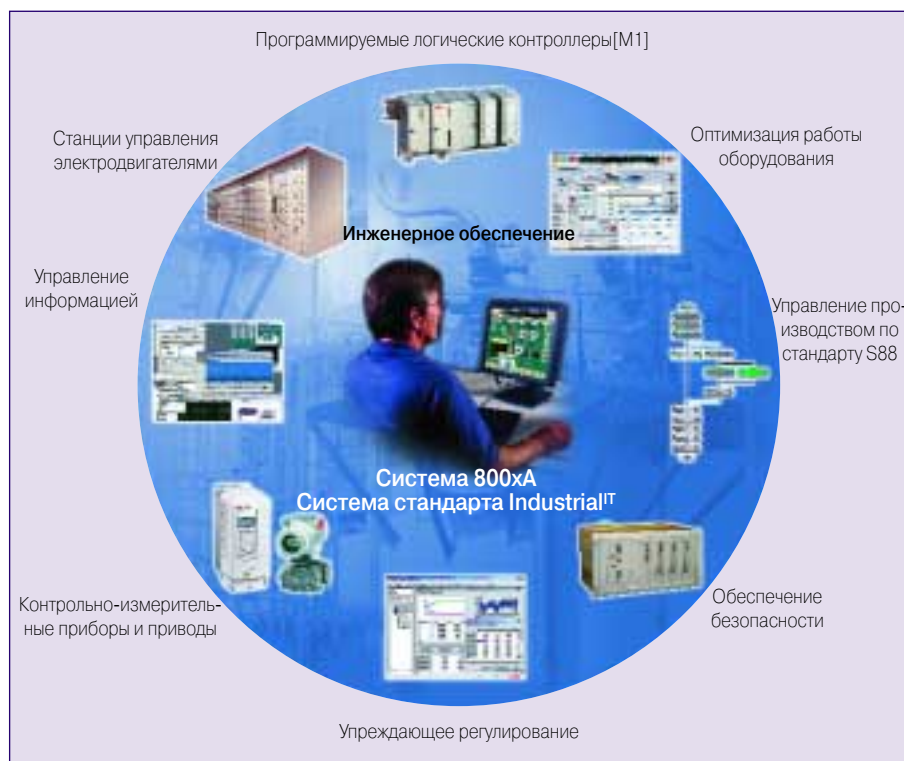 Программируемые логические контроллеры[M1]
Станции управления
электродвигателями
Оптимизация работы
оборудования
Инженерное обеспечение
Управление
информацией
Управление про-
изводством по
стандарту S88
Система 800xA
Система стандарта Industrialᴵᵀ
Контрольно-измеритель-
ные приборы и приводы
Обеспечение
безопасности
Упреждающее регулирование